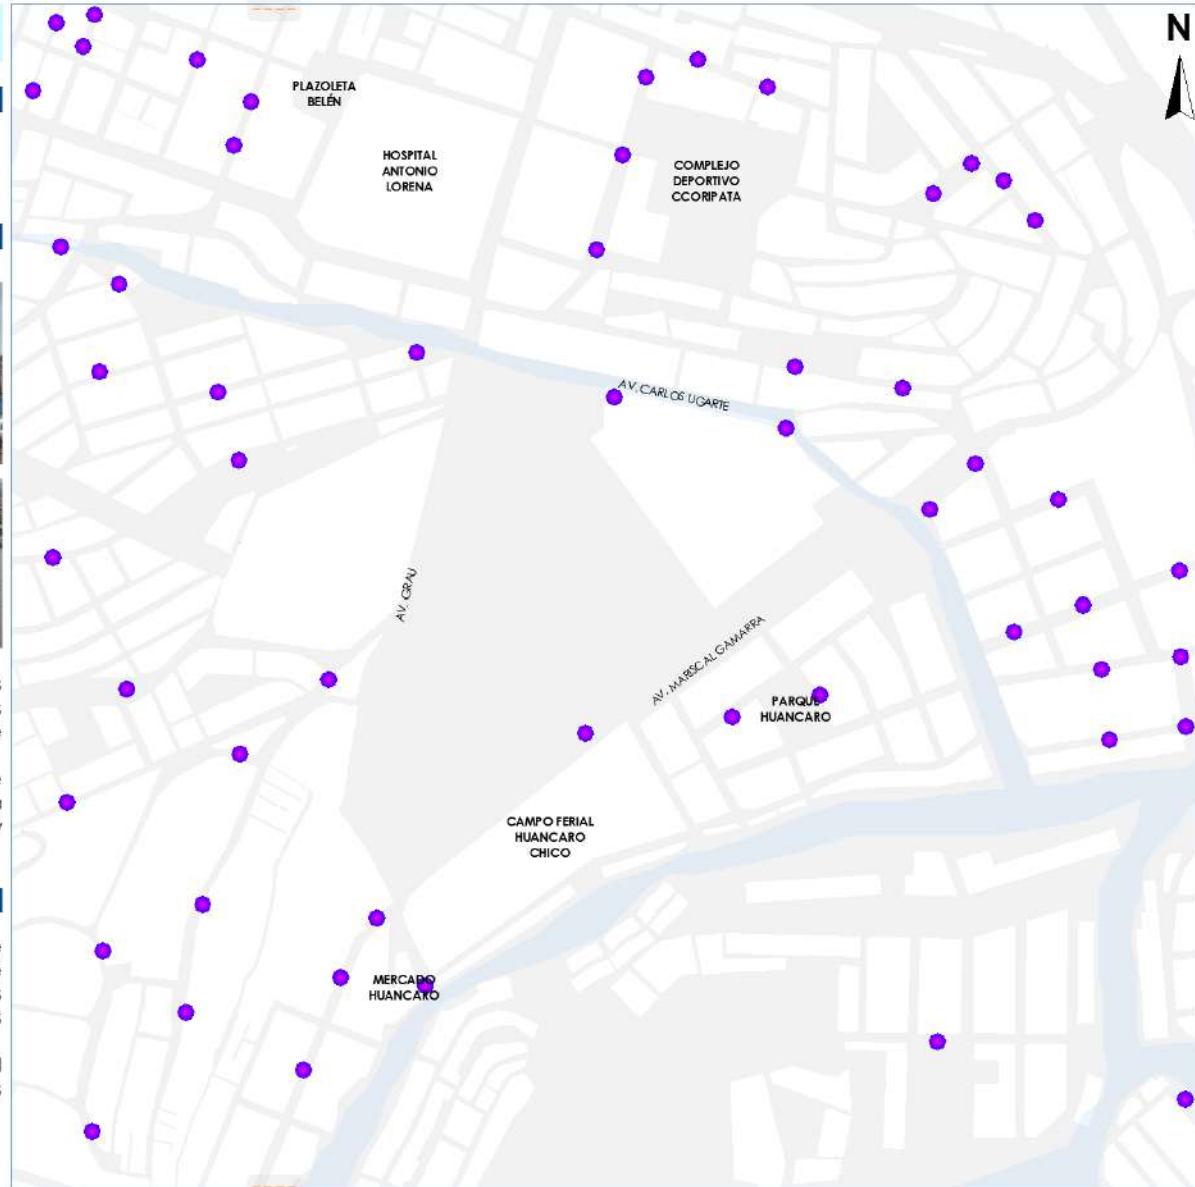 N
PLAZOLETA
BELÉN
HOSPITAL
ANTONIO
LORENA
COMPLEJO
DEPORTIVO
CCORIPATA
AV. CARLOS UGARTE
AV. GRAU
AV. MARISCAL GAMARRA
PARQUE
HUANCARO
CAMPO FERIAL
HUANCARO
CHICO
MERCADO
HUANCARO